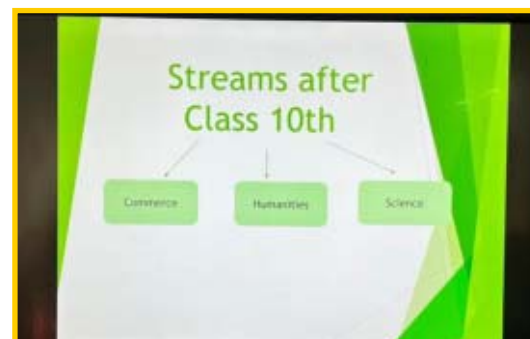 Streams after
Class 10th
Commerce
Humanities
Science